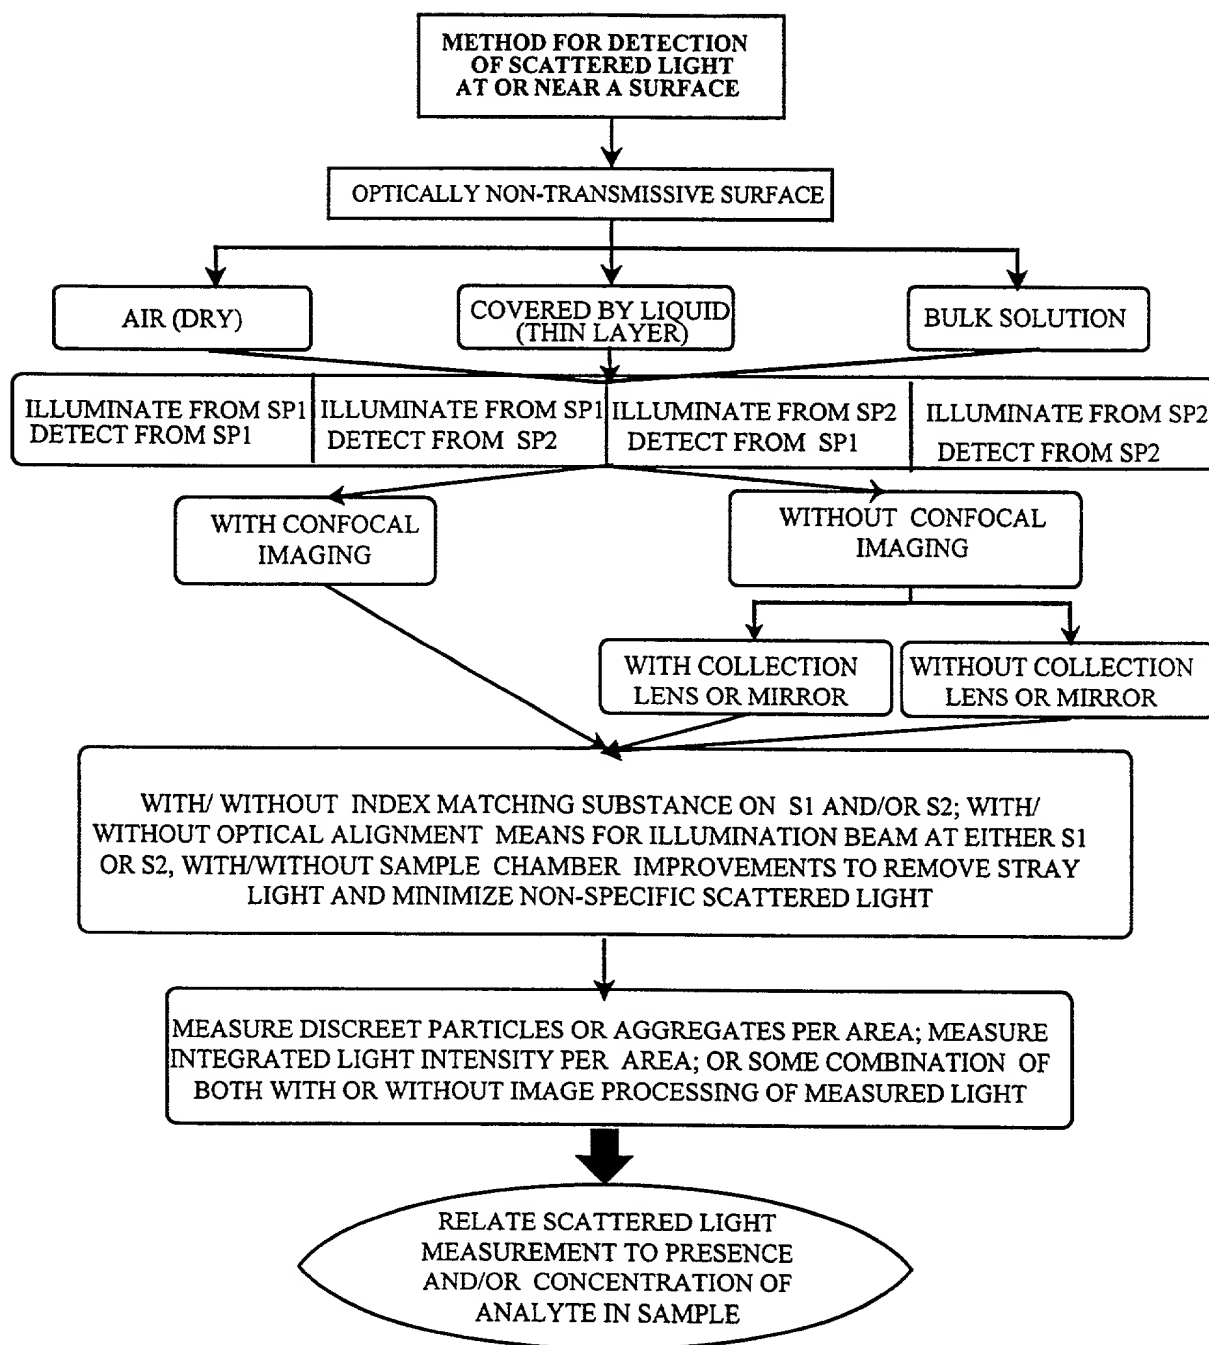 METHOD FOR DETECTION
OF SCATTERED LIGHT
AT OR NEAR A SURFACE
OPTICALLY NON-TRANSMISSIVE SURFACE
AIR (DRY)
COVERED BY LIQUID
(THIN LAYER)
BULK SOLUTION
ILLUMINATE FROM SP1
DETECT FROM SP1
ILLUMINATE FROM SP1
DETECT FROM SP2
ILLUMINATE FROM SP2
DETECT FROM SP1
ILLUMINATE FROM SP2
DETECT FROM SP2
WITH CONFOCAL
IMAGING
WITHOUT CONFOCAL
IMAGING
WITH COLLECTION
LENS OR MIRROR
WITHOUT COLLECTION
LENS OR MIRROR
WITH/ WITHOUT INDEX MATCHING SUBSTANCE ON S1 AND/OR S2; WITH/
WITHOUT OPTICAL ALIGNMENT MEANS FOR ILLUMINATION BEAM AT EITHER S1
OR S2, WITH/WITHOUT SAMPLE CHAMBER IMPROVEMENTS TO REMOVE STRAY
LIGHT AND MINIMIZE NON-SPECIFIC SCATTERED LIGHT
MEASURE DISCREET PARTICLES OR AGGREGATES PER AREA; MEASURE
INTEGRATED LIGHT INTENSITY PER AREA; OR SOME COMBINATION OF
BOTH WITH OR WITHOUT IMAGE PROCESSING OF MEASURED LIGHT
RELATE SCATTERED LIGHT
MEASUREMENT TO PRESENCE
AND/OR CONCENTRATION OF
ANALYTE IN SAMPLE